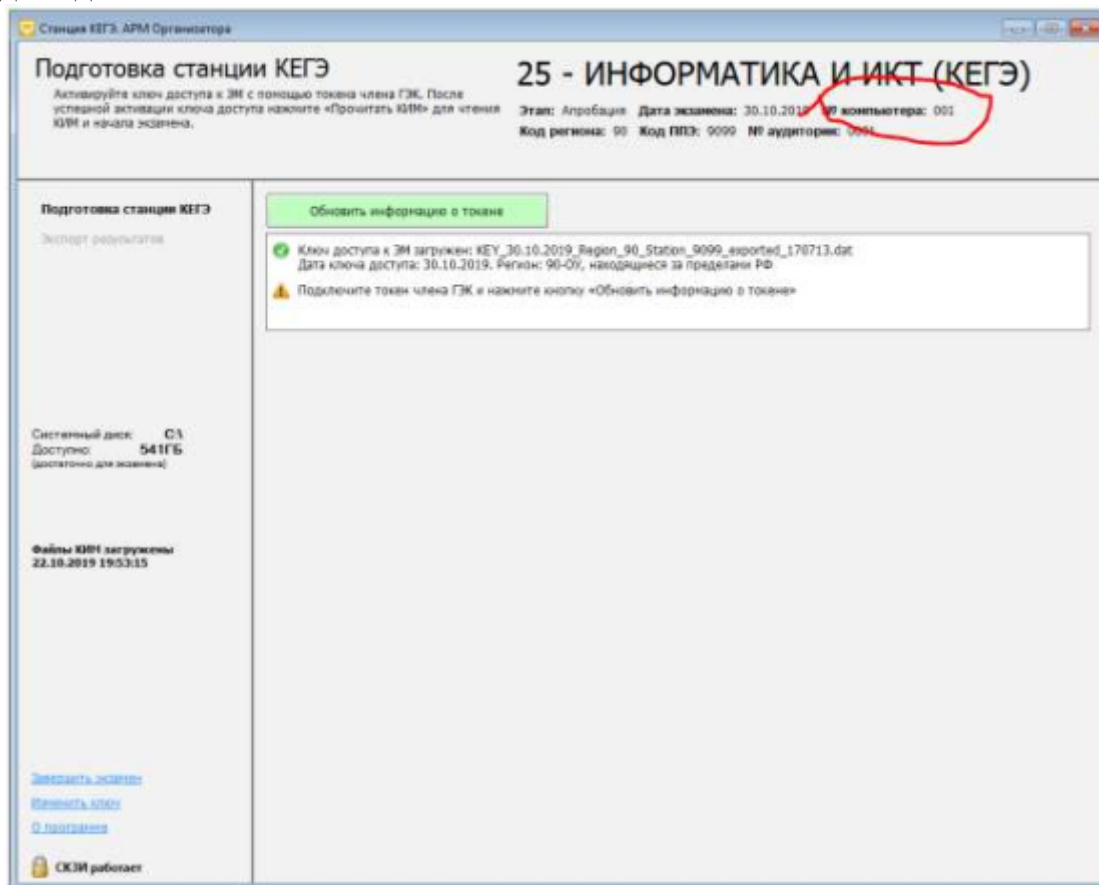 Станция КЕГЭ. АРМ Организатора
Подготовка станции КЕГЭ
Активируйте ключ доступа к ЭМ с помощью токена члена ГЭК. После
успешной активации ключа доступа нажмите «Прочитать КИМ» для чтения
КИМ и начала экзамена.
25 - ИНФОРМАТИКА И ИКТ (КЕГЭ)
Этап: Апробация Дата экзамена: 30.10.2019 № компьютера: 001
Код региона: 90 Код ППЭ: 9099 № аудитории: 0001
Подготовка станции КЕГЭ
Экспорт результатов
Обновить информацию о токене
Ключ доступа к ЭМ загружен: KEY_30.10.2019_Region_90_Station_9099_exported_170713.dat
Дата ключа доступа: 30.10.2019. Регион: 90-ОУ, находящиеся за пределами РФ
Подключите токен члена ГЭК и нажмите кнопку «Обновить информацию о токене»
Системный диск: C:\
Доступно: 541ГБ
(достаточно для экзамена)
Файлы КИМ загружены
22.10.2019 19:53:15
Завершить экзамен
Изменить ключ
О программе
СКЗИ работает